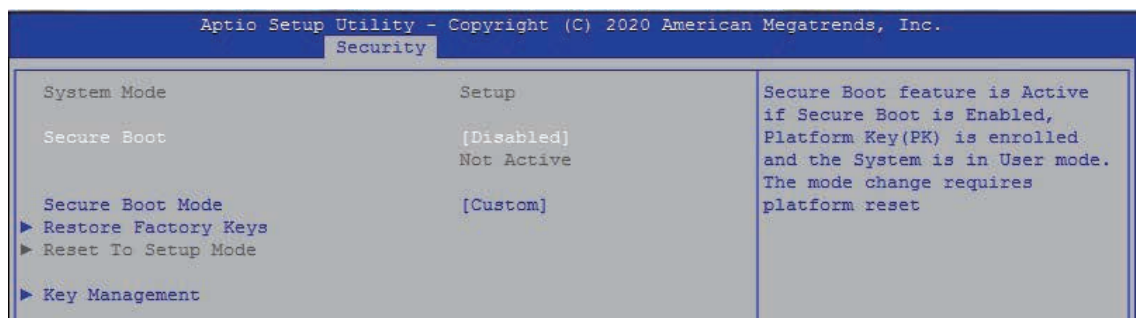 Aptio Setup Utility - Copyright (C) 2020 American Megatrends, Inc.
Security
System Mode Setup
Secure Boot [Disabled]
Not Active
Secure Boot Mode [Custom]
► Restore Factory Keys
► Reset To Setup Mode
► Key Management
Secure Boot feature is Active
if Secure Boot is Enabled,
Platform Key(PK) is enrolled
and the System is in User mode.
The mode change requires
platform reset